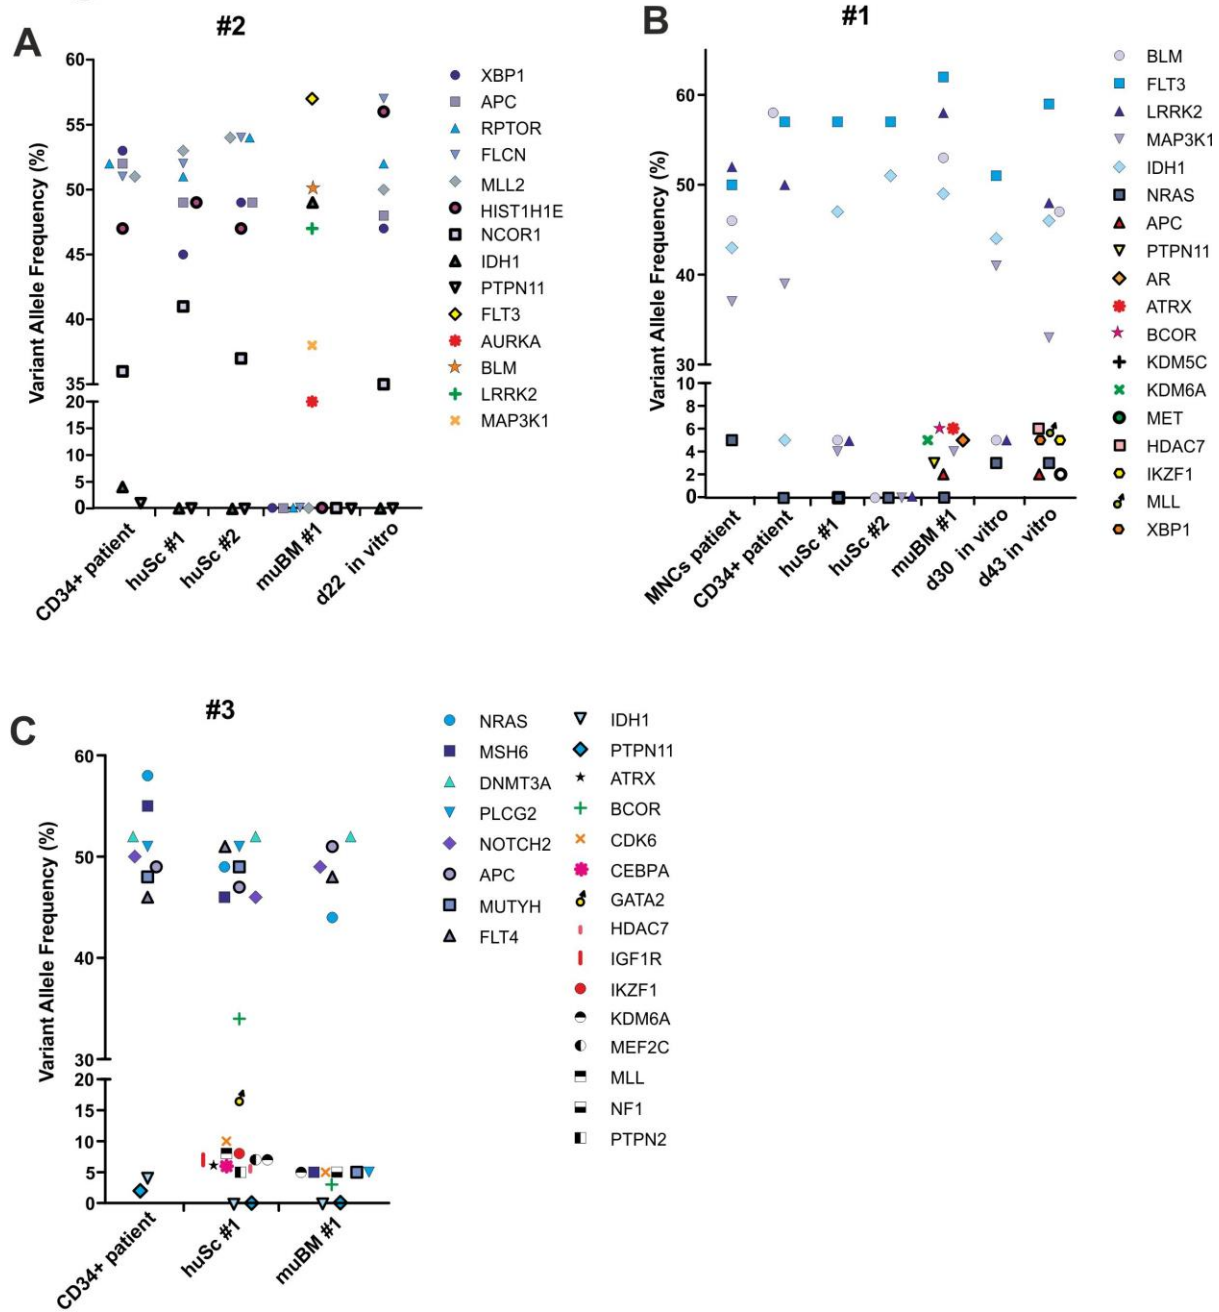 A
#2
Variant Allele Frequency (%)
60
55
50
45
40
35
20
15
10
5
0
CD34+ patient
huSc #1
huSc #2
muBM #1
d22 in vitro
XBP1
APC
RPTOR
FLCN
MLL2
HIST1H1E
NCOR1
IDH1
PTPN11
FLT3
AURKA
BLM
LRRK2
MAP3K1
B
#1
Variant Allele Frequency (%)
60
50
40
30
10
8
6
4
2
0
MNCs patient
CD34+ patient
huSc #1
huSc #2
muBM #1
d30 in vitro
d43 in vitro
BLM
FLT3
LRRK2
MAP3K1
IDH1
NRAS
APC
PTPN11
AR
ATRX
BCOR
KDM5C
KDM6A
MET
HDAC7
IKZF1
MLL
XBP1
C
#3
Variant Allele Frequency (%)
60
50
40
30
20
15
10
5
0
CD34+ patient
huSc #1
muBM #1
NRAS
MSH6
DNMT3A
PLCG2
NOTCH2
APC
MUTYH
FLT4
IDH1
PTPN11
ATRX
BCOR
CDK6
CEBPA
GATA2
HDAC7
IGF1R
IKZF1
KDM6A
MEF2C
MLL
NF1
PTPN2